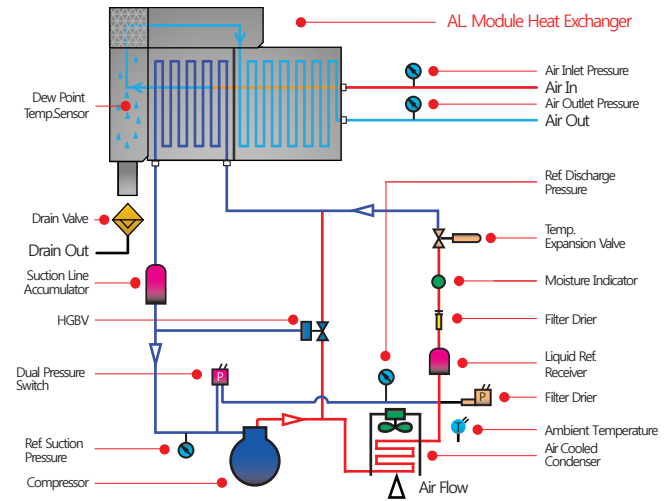 AL. Module Heat Exchanger
Air Inlet Pressure
Air In
Air Outlet Pressure
Air Out
Dew Point
Temp.Sensor
Ref. Discharge
Pressure
Drain Valve
Drain Out
Temp.
Expansion Valve
Suction Line
Accumulator
Moisture Indicator
HGBV
Filter Drier
Liquid Ref.
Receiver
Dual Pressure
Switch
P
P
Filter Drier
T
Ambient Temperature
Ref. Suction
Pressure
Air Cooled
Condenser
Compressor
Air Flow